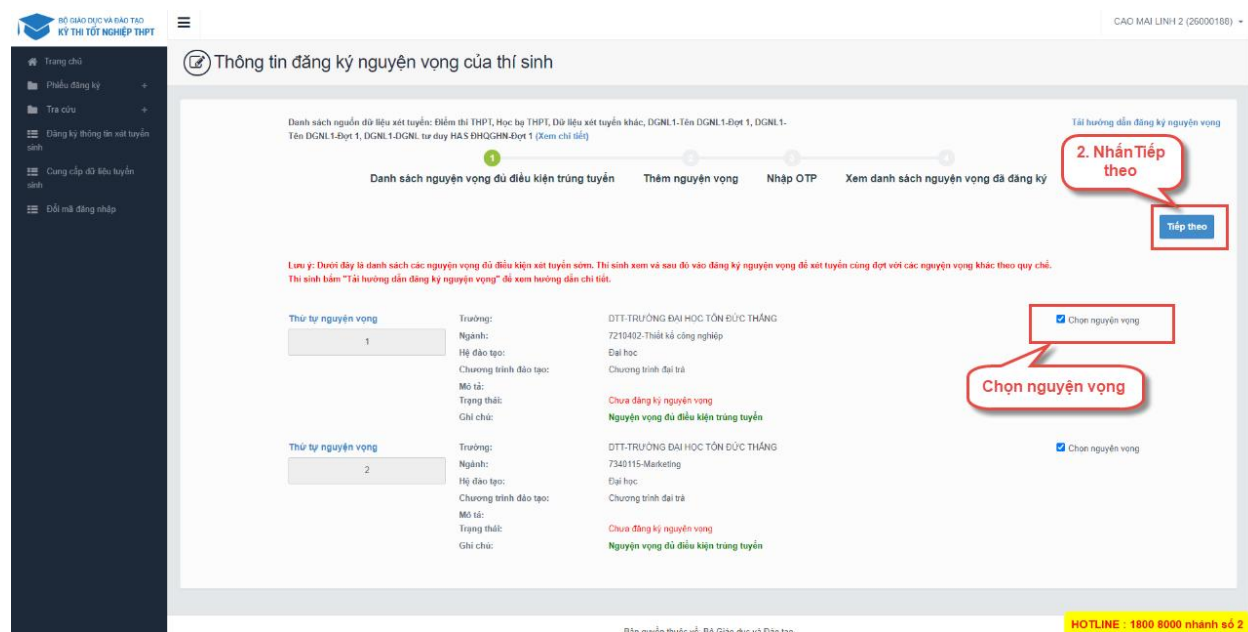 BỘ GIÁO DỤC VÀ ĐÀO TẠO
KỲ THI TỐT NGHIỆP THPT
CAO MAI LINH 2 (26000188)
Trang chủ
Phiếu đăng ký +
Tra cứu +
Đăng ký thông tin xét tuyển
sinh
Cung cấp dữ liệu tuyển
sinh
Đổi mã đăng nhập
Thông tin đăng ký nguyện vọng của thí sinh
Danh sách nguồn dữ liệu xét tuyển: Điểm thi THPT, Học bạ THPT, Dữ liệu xét tuyển khác, DGNL1-Tên DGNL1-Đợt 1, DGNL1-
Tên DGNL1-Đợt 1, DGNL1-DGNL tư duy HAS ĐHQGHN-Đợt 1 (Xem chi tiết)
Tải hướng dẫn đăng ký nguyện vọng
1 2 3 4
Danh sách nguyện vọng đủ điều kiện trúng tuyển Thêm nguyện vọng Nhập OTP Xem danh sách nguyện vọng đã đăng ký
2. Nhấn Tiếp
theo
Tiếp theo
Lưu ý: Dưới đây là danh sách các nguyện vọng đủ điều kiện xét tuyển sớm. Thí sinh xem và sau đó vào đăng ký nguyện vọng để xét tuyển cùng đợt với các nguyện vọng khác theo quy chế.
Thí sinh bấm "Tải hướng dẫn đăng ký nguyện vọng" để xem hướng dẫn chi tiết.
Thứ tự nguyện vọng Trường: DTT-TRƯỜNG ĐẠI HỌC TÔN ĐỨC THẮNG Chọn nguyện vọng
1 Ngành: 7210402-Thiết kế công nghiệp
Hệ đào tạo: Đại học
Chương trình đào tạo: Chương trình đại trà
Mô tả:
Trạng thái: Chưa đăng ký nguyện vọng
Ghi chú: Nguyện vọng đủ điều kiện trúng tuyển
Chọn nguyện vọng
Thứ tự nguyện vọng Trường: DTT-TRƯỜNG ĐẠI HỌC TÔN ĐỨC THẮNG Chọn nguyện vọng
2 Ngành: 7340115-Marketing
Hệ đào tạo: Đại học
Chương trình đào tạo: Chương trình đại trà
Mô tả:
Trạng thái: Chưa đăng ký nguyện vọng
Ghi chú: Nguyện vọng đủ điều kiện trúng tuyển
Bản quyền thuộc về: Bộ Giáo dục và Đào tạo
HOTLINE : 1800 8000 nhánh số 2